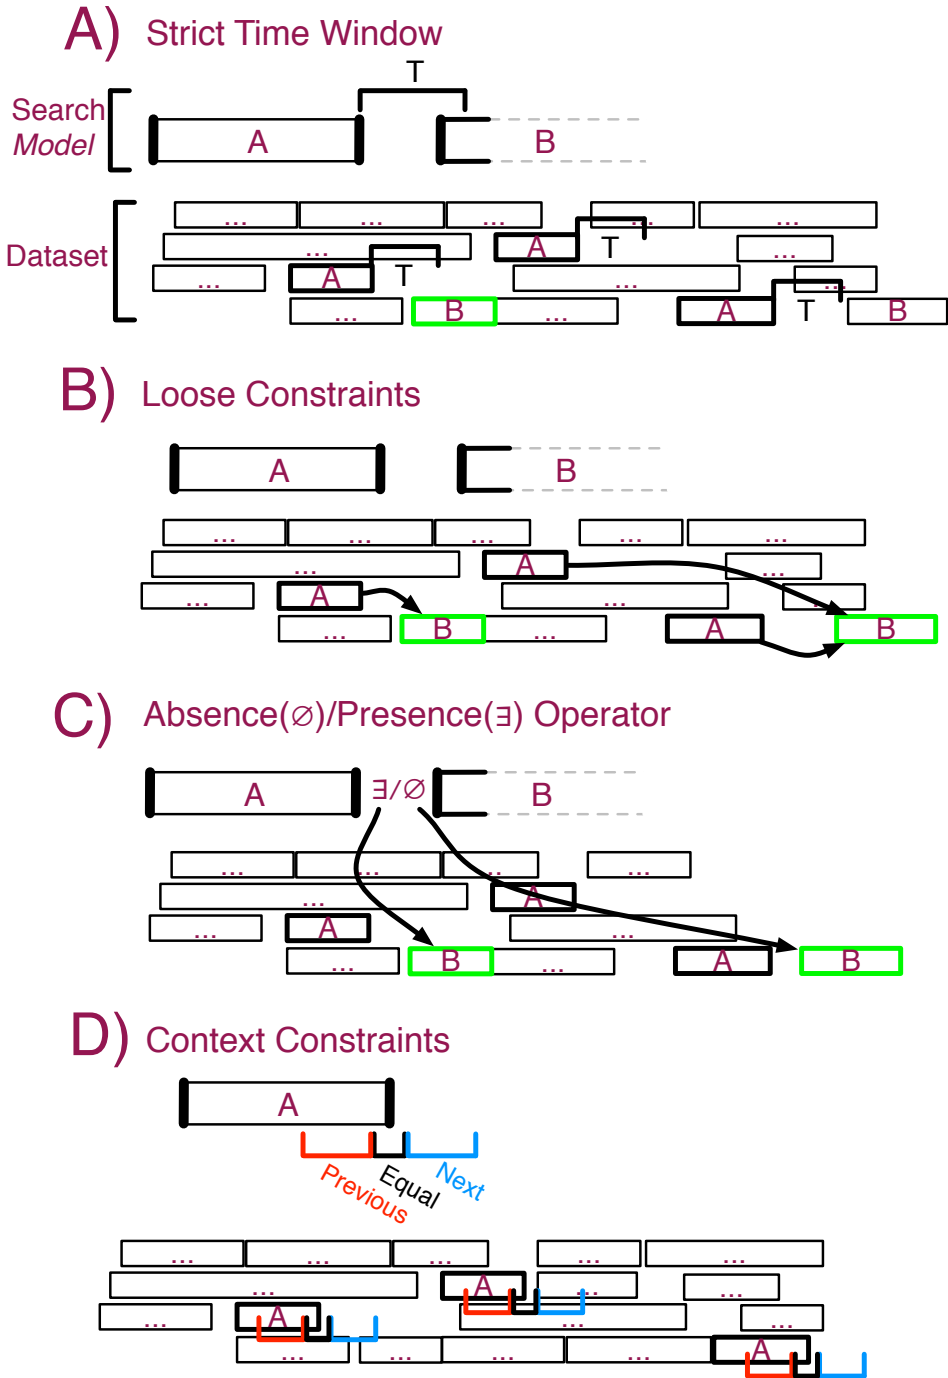 A) Strict Time Window
T
Search
Model
A
B
... ... ... ... ...
... A T ...
Dataset
... A T ... ...
... B ... A T B
B) Loose Constraints
A
B
... ... ... ... ...
... A ...
... A ... ...
... B ... A B
C) Absence(∅)/Presence(∃) Operator
A ∃/∅ B
... ... ... ...
... A
... A ...
... B ... A B
D) Context Constraints
A
Previous
Equal
Next
... ... ... ... ...
... A ... ...
... A ... ...
... ... ... ... A